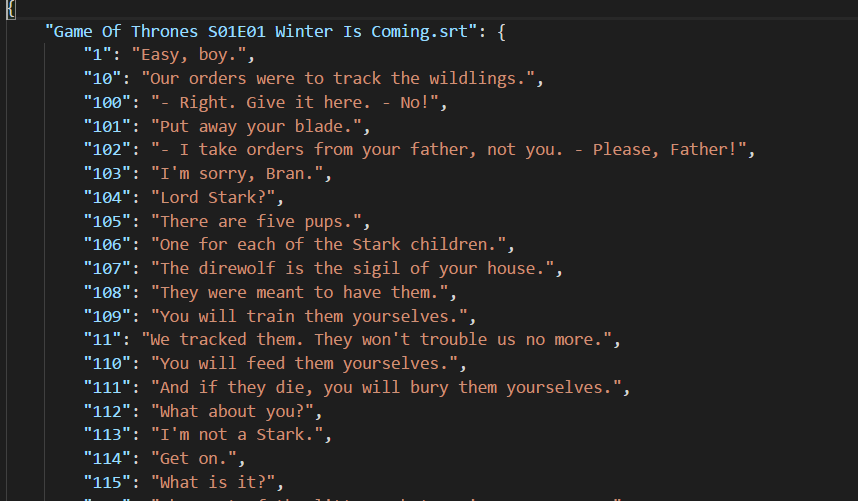 {
"Game Of Thrones S01E01 Winter Is Coming.srt": {
"1": "Easy, boy.",
"10": "Our orders were to track the wildlings.",
"100": "- Right. Give it here. - No!",
"101": "Put away your blade.",
"102": "- I take orders from your father, not you. - Please, Father!",
"103": "I'm sorry, Bran.",
"104": "Lord Stark?",
"105": "There are five pups.",
"106": "One for each of the Stark children.",
"107": "The direwolf is the sigil of your house.",
"108": "They were meant to have them.",
"109": "You will train them yourselves.",
"11": "We tracked them. They won't trouble us no more.",
"110": "You will feed them yourselves.",
"111": "And if they die, you will bury them yourselves.",
"112": "What about you?",
"113": "I'm not a Stark.",
"114": "Get on.",
"115": "What is it?",